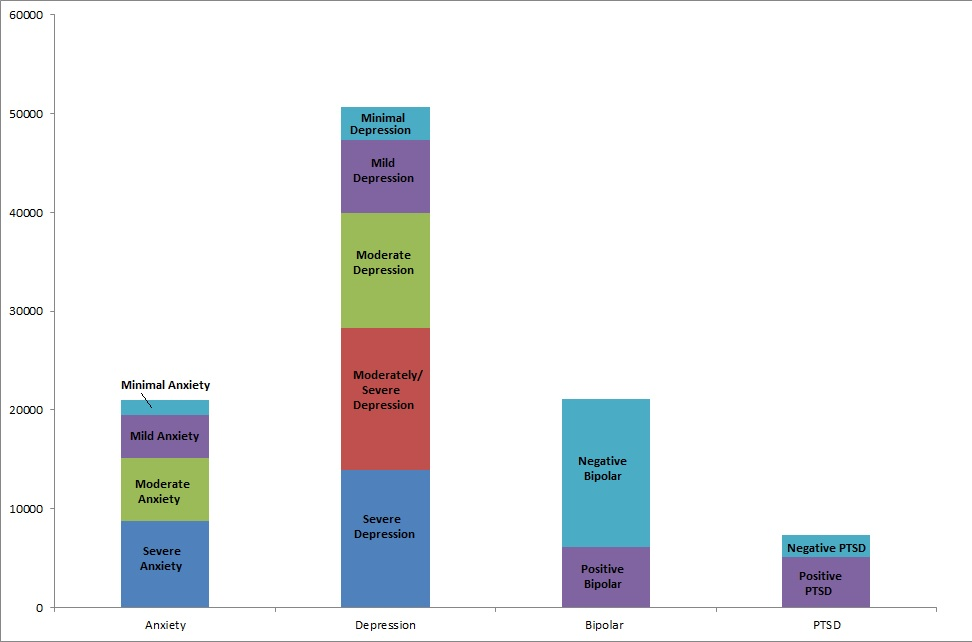 60000
50000
40000
30000
20000
10000
0
Minimal Anxiety
Mild Anxiety
Moderate
Anxiety
Severe
Anxiety
Minimal
Depression
Mild
Depression
Moderate
Depression
Moderately/
Severe
Depression
Severe
Depression
Negative
Bipolar
Positive
Bipolar
Negative PTSD
Positive
PTSD
Anxiety
Depression
Bipolar
PTSD